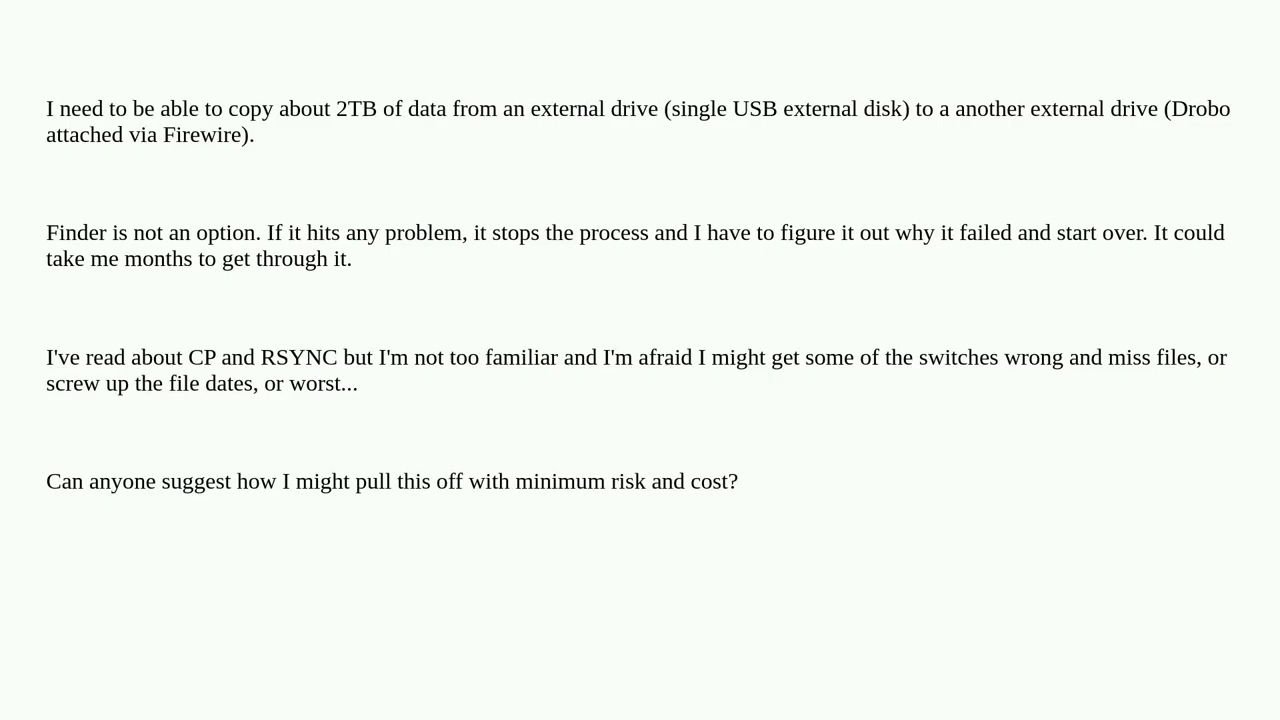 I need to be able to copy about 2TB of data from an external drive (single USB external disk) to a another external drive (Drobo
attached via Firewire).
Finder is not an option. If it hits any problem, it stops the process and I have to figure it out why it failed and start over. It could
take me months to get through it.
I've read about CP and RSYNC but I'm not too familiar and I'm afraid I might get some of the switches wrong and miss files, or
screw up the file dates, or worst...
Can anyone suggest how I might pull this off with minimum risk and cost?